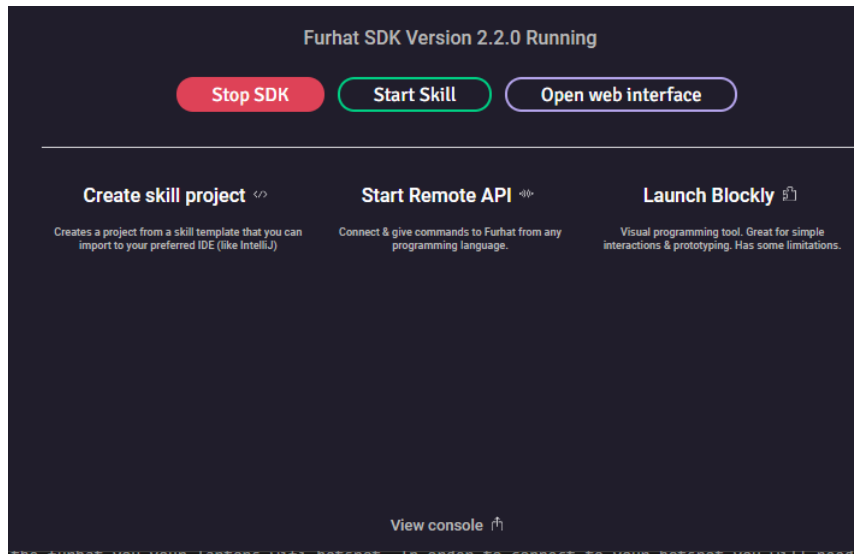 Furhat SDK Version 2.2.0 Running
Stop SDK
Start Skill
Open web interface
Create skill project
Creates a project from a skill template that you can
import to your preferred IDE (like IntelliJ)
Start Remote API
Connect & give commands to Furhat from any
programming language.
Launch Blockly
Visual programming tool. Great for simple
interactions & prototyping. Has some limitations.
View console